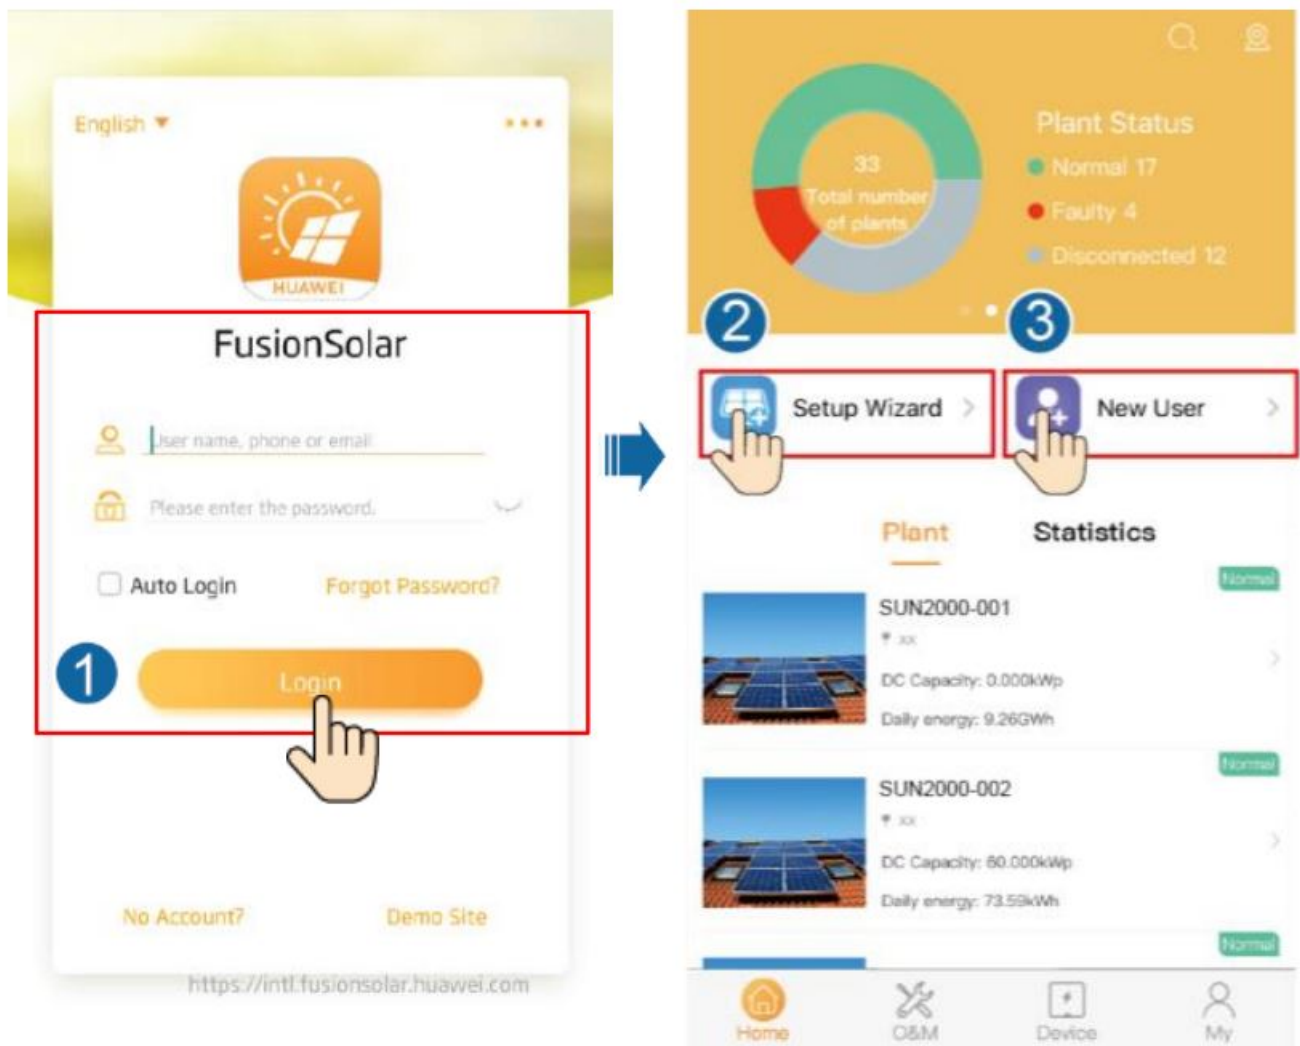 English
HUAWEI
FusionSolar
User name, phone or email
Please enter the password.
Auto Login
Forgot Password?
1
Login
No Account?
Demo Site
https://intl.fusionsolar.huawei.com
33
Total number
of plants
Plant Status
Normal 17
Faulty 4
Disconnected 12
2
3
Setup Wizard
New User
Plant
Statistics
Normal
SUN2000-001
xx
DC Capacity: 0.000kWp
Daily energy: 9.26GWh
Normal
SUN2000-002
xx
DC Capacity: 60.000kWp
Daily energy: 73.59kWh
Normal
Home
O&M
Device
My